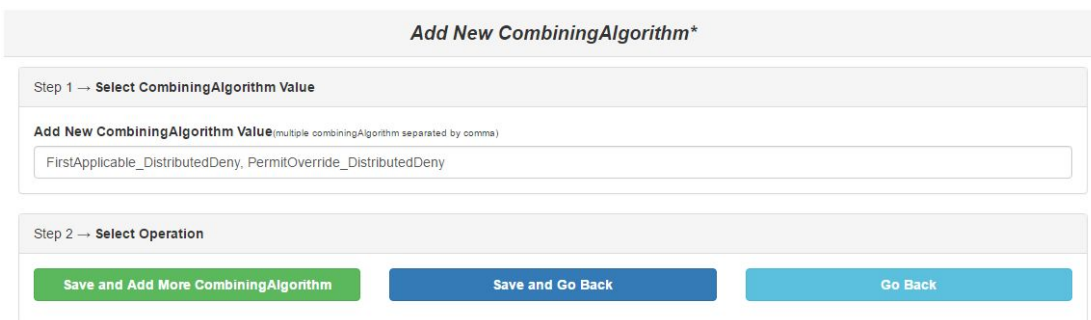 Add New CombiningAlgorithm*
Step 1 → Select CombiningAlgorithm Value
Add New CombiningAlgorithm Value(multiple combiningAlgorithm separated by comma)
FirstApplicable_DistributedDeny, PermitOverride_DistributedDeny
Step 2 → Select Operation
Save and Add More CombiningAlgorithm
Save and Go Back
Go Back